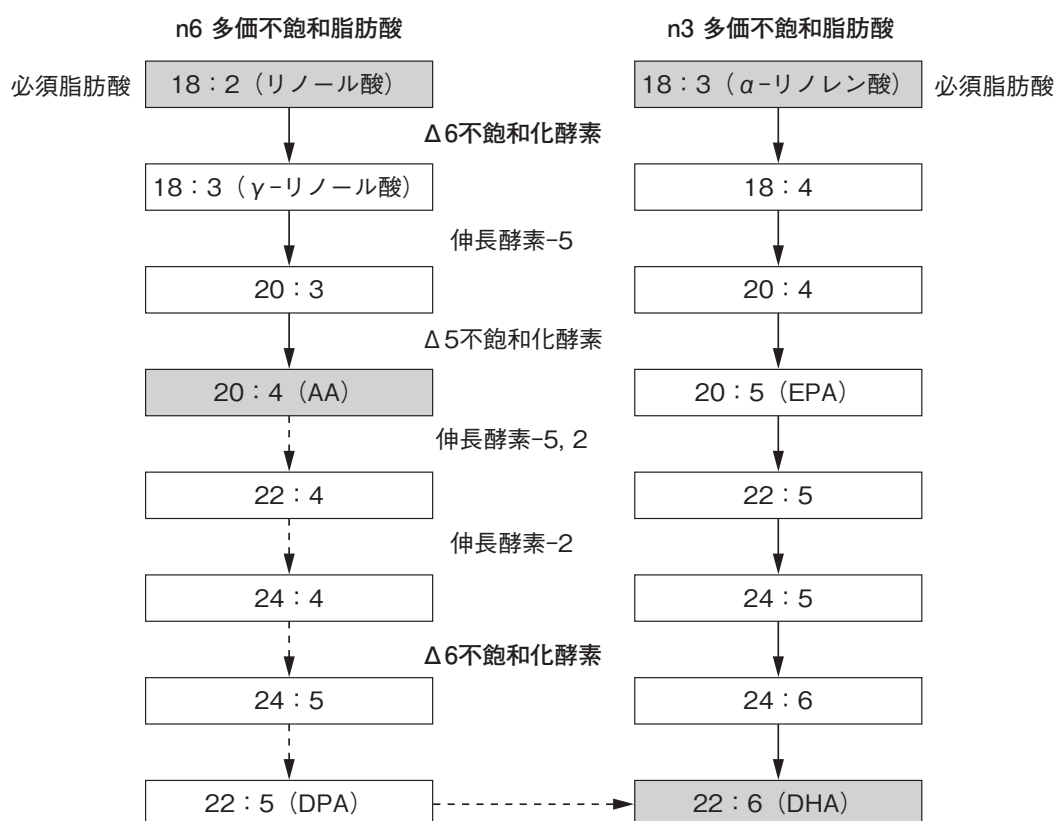 n6 多価不飽和脂肪酸
n3 多価不飽和脂肪酸
必須脂肪酸
18：2（リノール酸）
18：3（α-リノレン酸）
必須脂肪酸
Δ6不飽和化酵素
18：3（γ-リノール酸）
18：4
伸長酵素-5
20：3
20：4
Δ5不飽和化酵素
20：4（AA）
20：5（EPA）
伸長酵素-5, 2
22：4
22：5
伸長酵素-2
24：4
24：5
Δ6不飽和化酵素
24：5
24：6
22：5（DPA）
22：6（DHA）